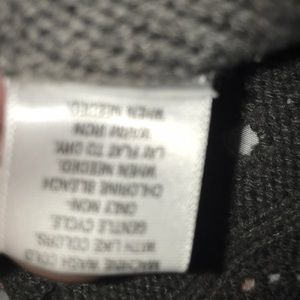 MACHINE WASH COLD
WITH LIKE COLORS,
GENTLE CYCLE.
ONLY NON-
CHLORINE BLEACH
WHEN NEEDED.
LAY FLAT TO DRY.
WARM IRON
WHEN NEEDED.